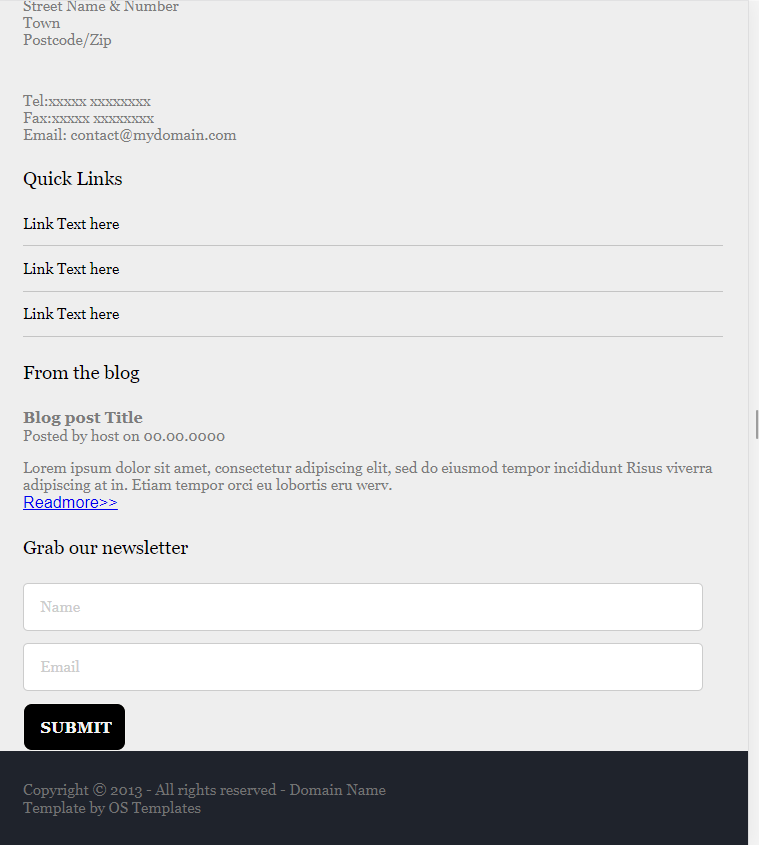 Street Name & Number
Town
Postcode/Zip
Tel:xxxxx xxxxxxxx
Fax:xxxxx xxxxxxxx
Email: contact@mydomain.com
Quick Links
Link Text here
Link Text here
Link Text here
From the blog
Blog post Title
Posted by host on 00.00.0000
Lorem ipsum dolor sit amet, consectetur adipiscing elit, sed do eiusmod tempor incididunt Risus viverra
adipiscing at in. Etiam tempor orci eu lobortis eru werv.
Readmore>>
Grab our newsletter
Name
Email
SUBMIT
Copyright © 2013 - All rights reserved - Domain Name
Template by OS Templates